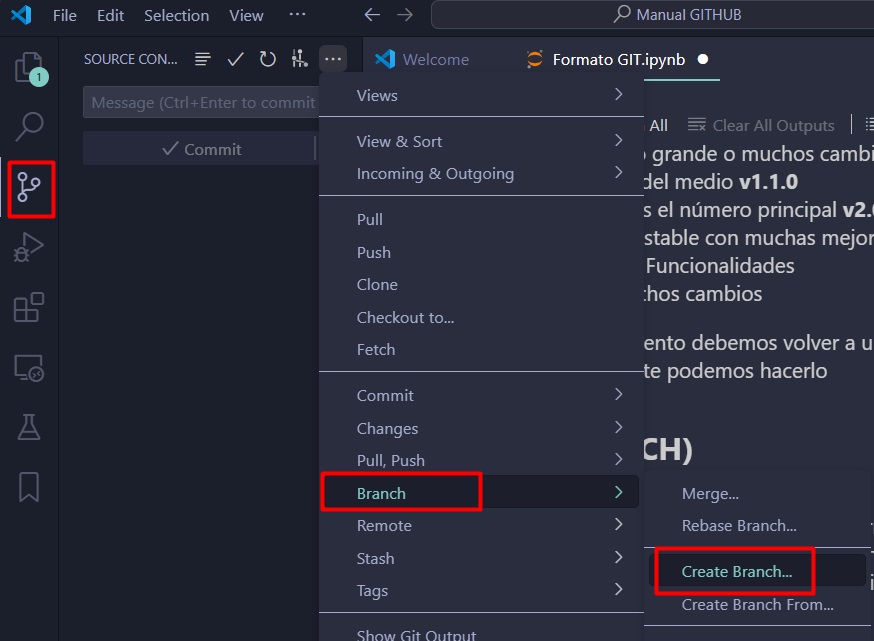 File Edit Selection View ··· Manual GITHUB
SOURCE CON... ···
Welcome
Formato GIT.ipynb
1
Message (Ctrl+Enter to commit
Commit
Views
View & Sort
Incoming & Outgoing
Pull
Push
Clone
Checkout to...
Fetch
Commit
Changes
Pull, Push
Branch
Remote
Stash
Tags
Show Git Output
Merge...
Rebase Branch...
Create Branch...
Create Branch From...
All Clear All Outputs
grande o muchos cambi
del medio v1.1.0
s el número principal v2.
stable con muchas mejor
Funcionalidades
hos cambios
ento debemos volver a u
te podemos hacerlo
CH)